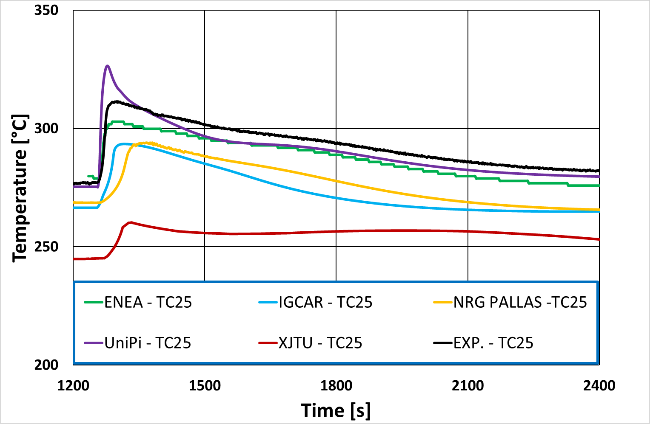 350
300
250
200
Temperature [°C]
ENEA - TC25 IGCAR - TC25 NRG PALLAS -TC25
UniPi - TC25 XJTU - TC25 EXP. - TC25
1200 1500 1800 2100 2400
Time [s]